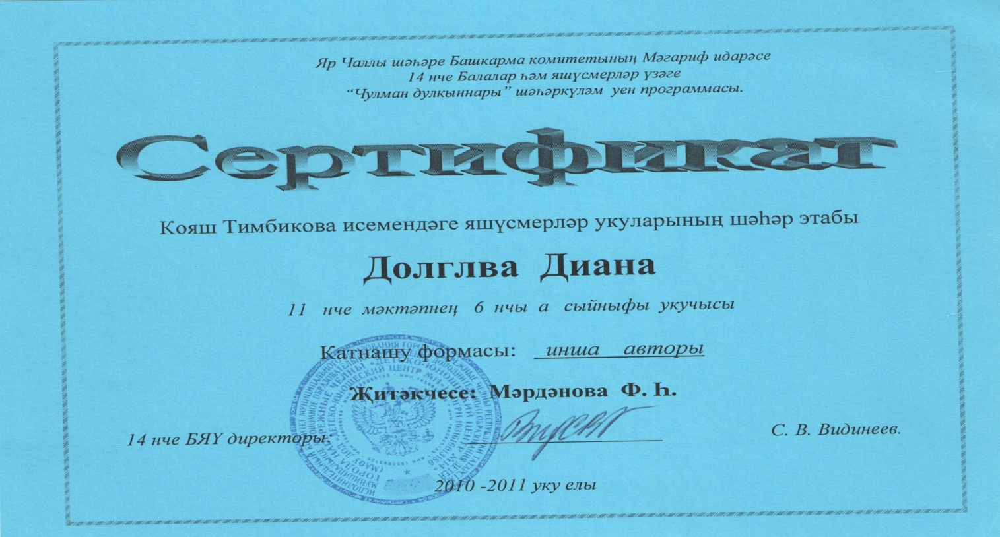 Яр Чаллы шәһәре Башкарма комитетының Мәгариф идарәсе
14 нче Балалар һәм яшүсмерләр үзәге
“Чулман дулкыннары” шәһәркүләм уен программасы.
Сертификат
Кояш Тимбикова исемендәге яшүсмерләр укуларының шәһәр этабы
Долглва Диана
11 нче мәктәпнең 6 нчы а сыйныфы укучысы
Катнашу формасы: инша авторы
Җитәкчесе: Мәрдәнова Ф. Һ.
14 нче БЯҮ директоры: С. В. Видинеев.
2010 -2011 уку елы